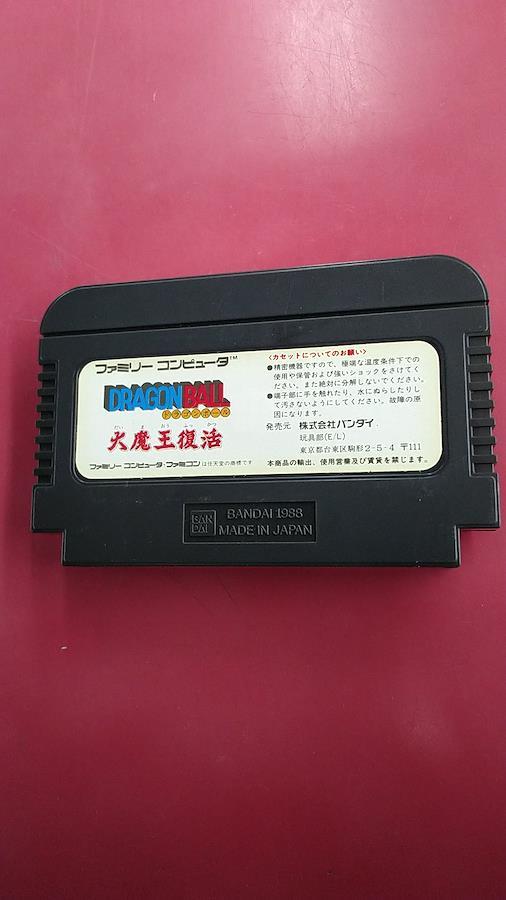 ファミリー コンピュータ™
DRAGON BALL
ドラゴンボール
だい ま おう ふっ かつ
大魔王復活
ファミリー コンピュータ・ファミコン は任天堂の商標です
〈カセットについてのお願い〉
●精密機器ですので、極端な温度条件下での
使用や保管および強いショックをさけてく
ださい。また絶対に分解しないでください。
●端子部に手を触れたり、水にぬらしたりし
て汚さないようにしてください。故障の原
因になります。
発売元 株式会社バンダイ
玩具部(E/L)
東京都台東区駒形2-5-4 〒111
本商品の輸出、使用営業及び賃貸を禁じます。
BAN
DAI
BANDAI 1988
MADE IN JAPAN